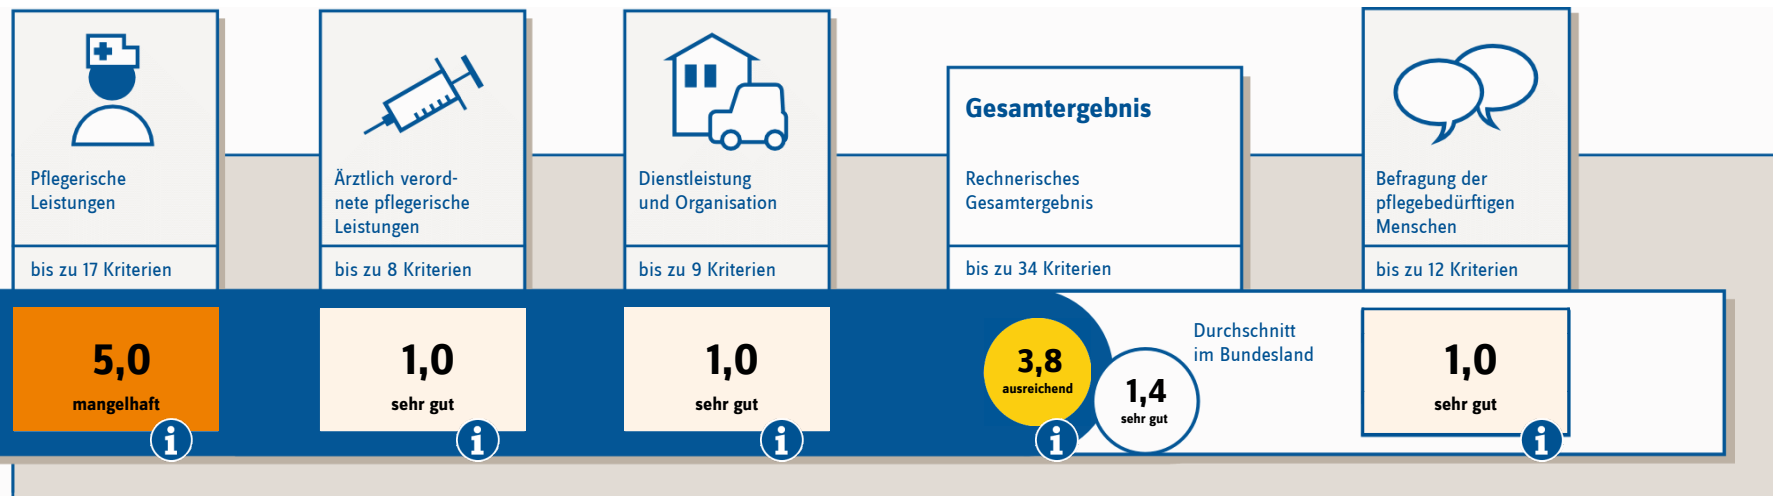 Pflegerische
Leistungen
bis zu 17 Kriterien
5,0
mangelhaft
i
Ärztlich verord-
nete pflegerische
Leistungen
bis zu 8 Kriterien
1,0
sehr gut
i
Dienstleistung
und Organisation
bis zu 9 Kriterien
1,0
sehr gut
i
Gesamtergebnis
Rechnerisches
Gesamtergebnis
bis zu 34 Kriterien
3,8
ausreichend
i
1,4
sehr gut
Durchschnitt
im Bundesland
Befragung der
pflegebedürftigen
Menschen
bis zu 12 Kriterien
1,0
sehr gut
i